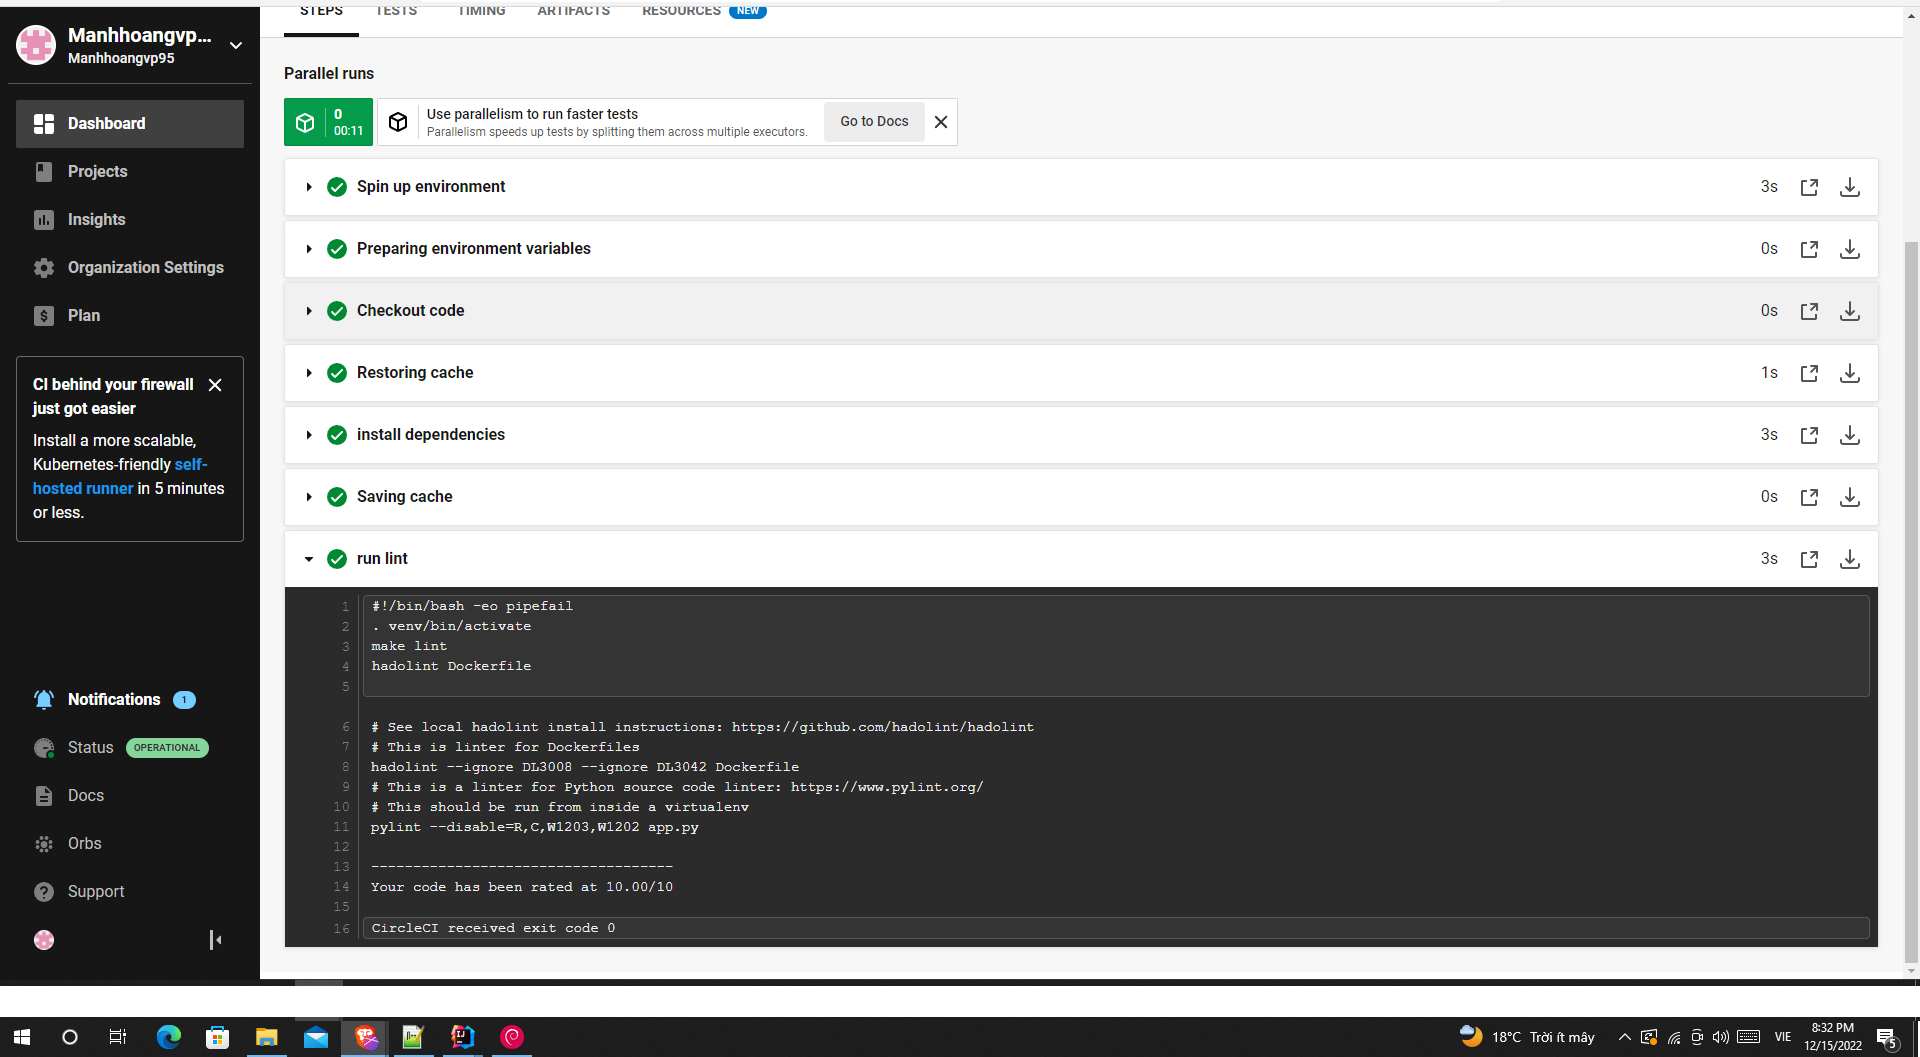 STEPS TESTS TIMING ARTIFACTS RESOURCES NEW
Manhhoangvp...
Manhhoangvp95
Dashboard
Projects
Insights
Organization Settings
Plan
CI behind your firewall
just got easier
Install a more scalable,
Kubernetes-friendly self-
hosted runner in 5 minutes
or less.
Notifications 1
Status OPERATIONAL
Docs
Orbs
Support
Parallel runs
0
00:11
Use parallelism to run faster tests
Parallelism speeds up tests by splitting them across multiple executors.
Go to Docs
Spin up environment 3s
Preparing environment variables 0s
Checkout code 0s
Restoring cache 1s
install dependencies 3s
Saving cache 0s
run lint 3s
1 #!/bin/bash -eo pipefail
2 . venv/bin/activate
3 make lint
4 hadolint Dockerfile
5
6 # See local hadolint install instructions: https://github.com/hadolint/hadolint
7 # This is linter for Dockerfiles
8 hadolint --ignore DL3008 --ignore DL3042 Dockerfile
9 # This is a linter for Python source code linter: https://www.pylint.org/
10 # This should be run from inside a virtualenv
11 pylint --disable=R,C,W1203,W1202 app.py
12
13 ------------------------------------
14 Your code has been rated at 10.00/10
15
16 CircleCI received exit code 0
18°C Trời ít mây
VIE
8:32 PM
12/15/2022
5